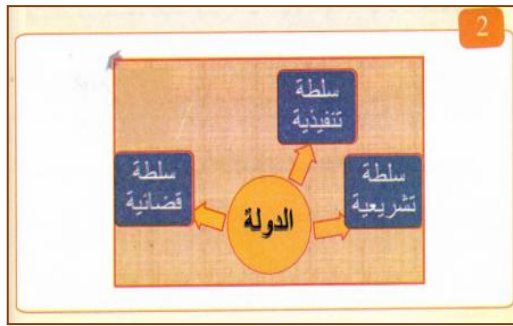 2
سلطة
تنفيذية
سلطة
تشريعية
سلطة
قضائية
الدولة